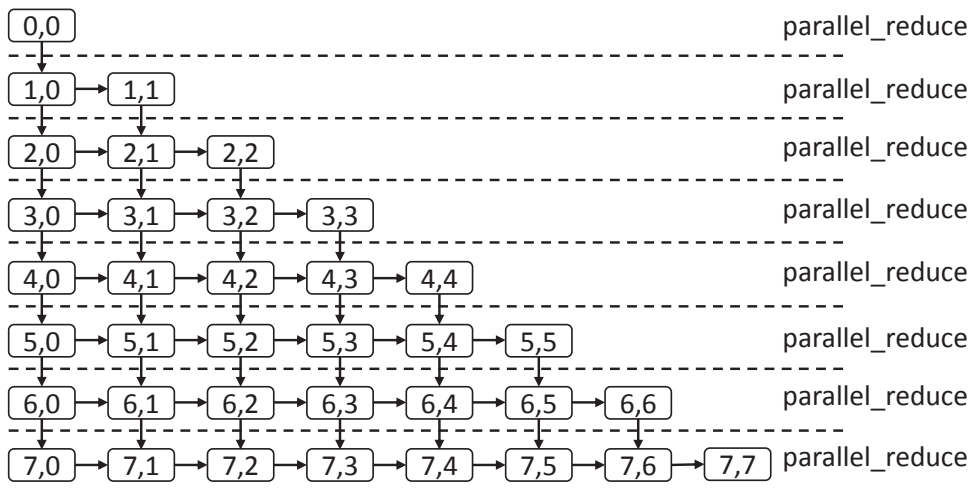 0,0 parallel_reduce
1,0 1,1 parallel_reduce
2,0 2,1 2,2 parallel_reduce
3,0 3,1 3,2 3,3 parallel_reduce
4,0 4,1 4,2 4,3 4,4 parallel_reduce
5,0 5,1 5,2 5,3 5,4 5,5 parallel_reduce
6,0 6,1 6,2 6,3 6,4 6,5 6,6 parallel_reduce
7,0 7,1 7,2 7,3 7,4 7,5 7,6 7,7 parallel_reduce